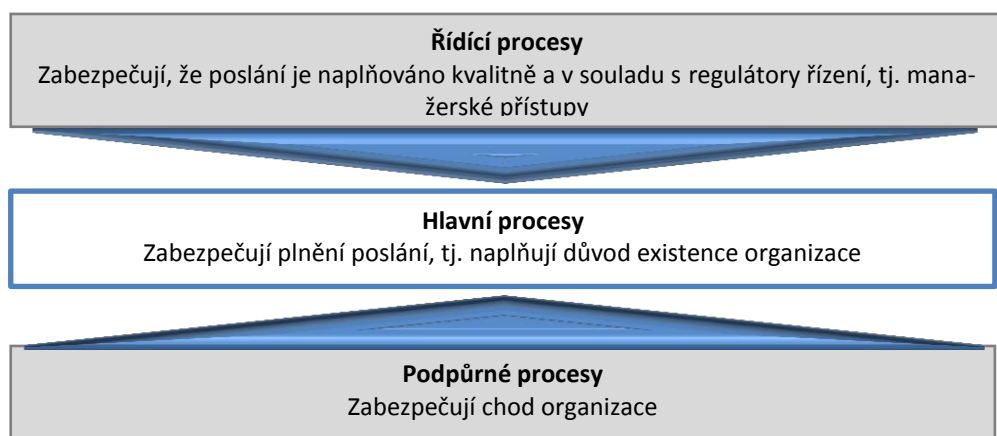 Řídící procesy
Zabezpečují, že poslání je naplňováno kvalitně a v souladu s regulátory řízení, tj. mana-
žerské přístupy
Hlavní procesy
Zabezpečují plnění poslání, tj. naplňují důvod existence organizace
Podpůrné procesy
Zabezpečují chod organizace